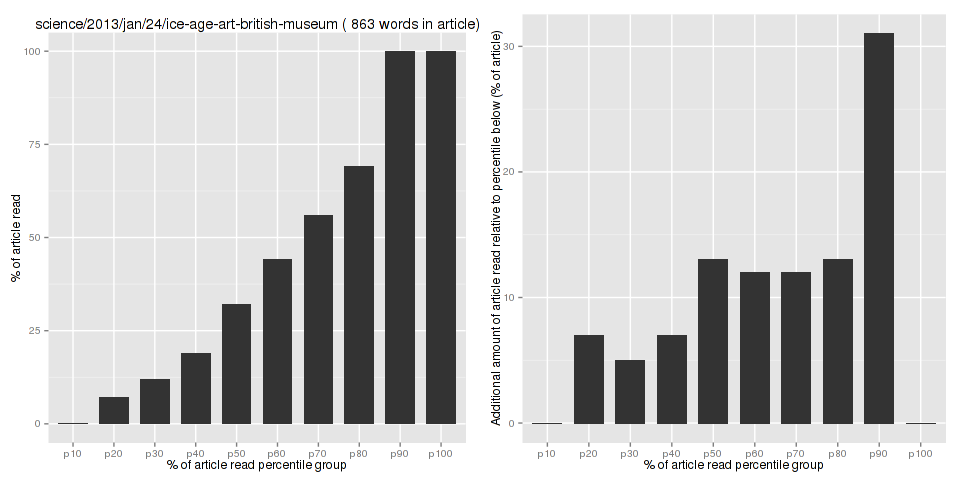 science/2013/jan/24/ice-age-art-british-museum ( 863 words in article)
% of article read
100
75
50
25
0
p10 p20 p30 p40 p50 p60 p70 p80 p90 p100
% of article read percentile group
Additional amount of article read relative to percentile below (% of article)
30
20
10
0
p10 p20 p30 p40 p50 p60 p70 p80 p90 p100
% of article read percentile group